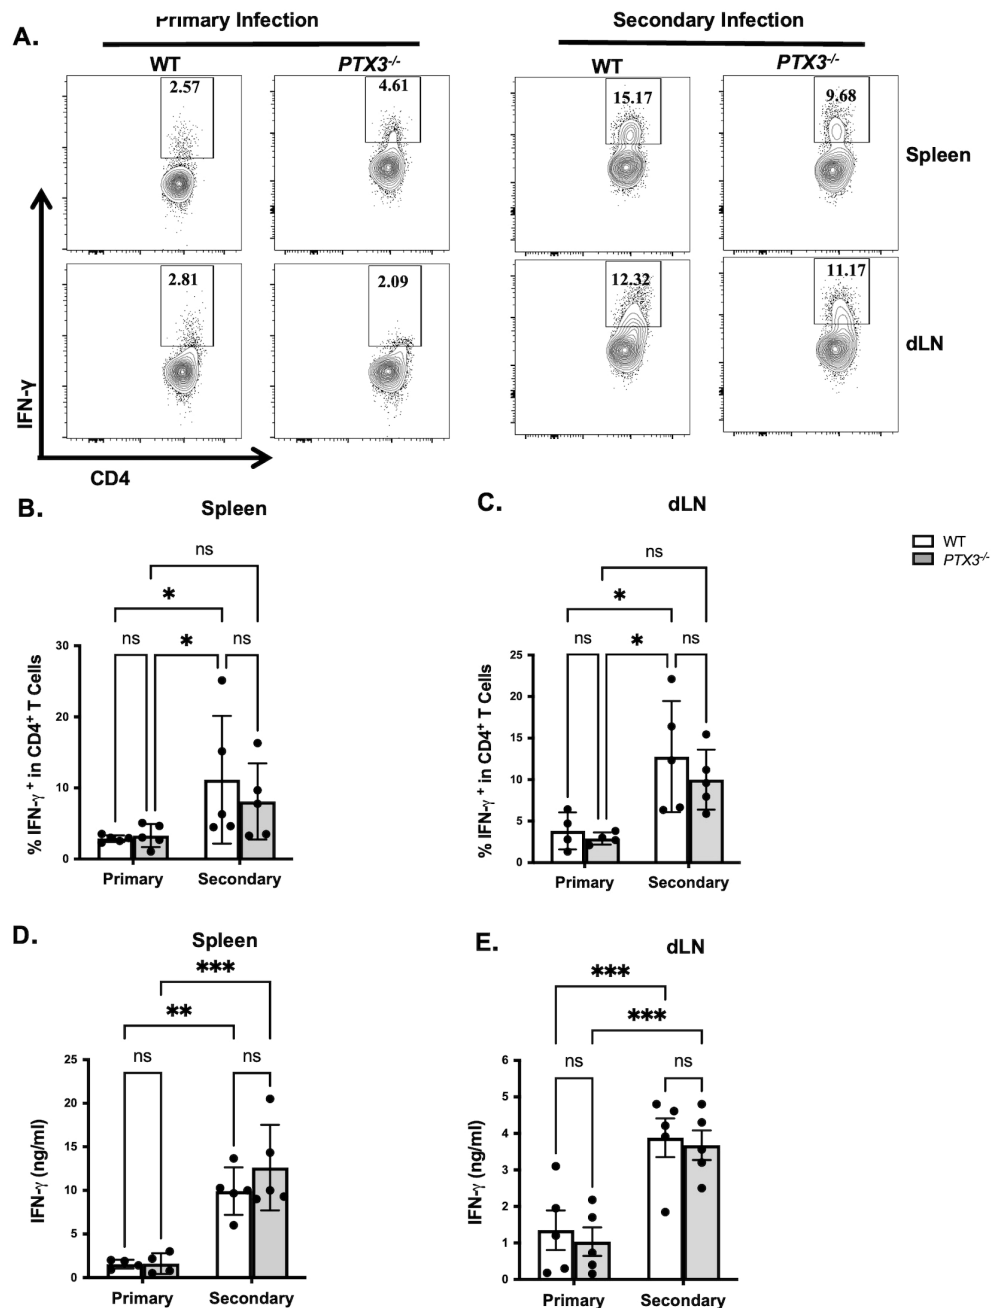 Primary Infection Secondary Infection
A.
WT PTX3-/- WT PTX3-/-
2.57 4.61 15.17 9.68
Spleen
2.81 2.09 12.32 11.17
dLN
IFN-γ
CD4
B. Spleen C. dLN
WT
PTX3-/-
ns
*
ns * ns
% IFN-γ + in CD4+ T Cells
30
20
10
0
Primary Secondary
ns
*
ns * ns
% IFN-γ + in CD4+ T Cells
25
20
15
10
5
0
Primary Secondary
D. Spleen E. dLN
***
**
ns ns
IFN-γ (ng/ml)
25
20
15
10
5
0
Primary Secondary
***
***
ns ns
IFN-γ (ng/ml)
6
5
4
3
2
1
0
Primary Secondary